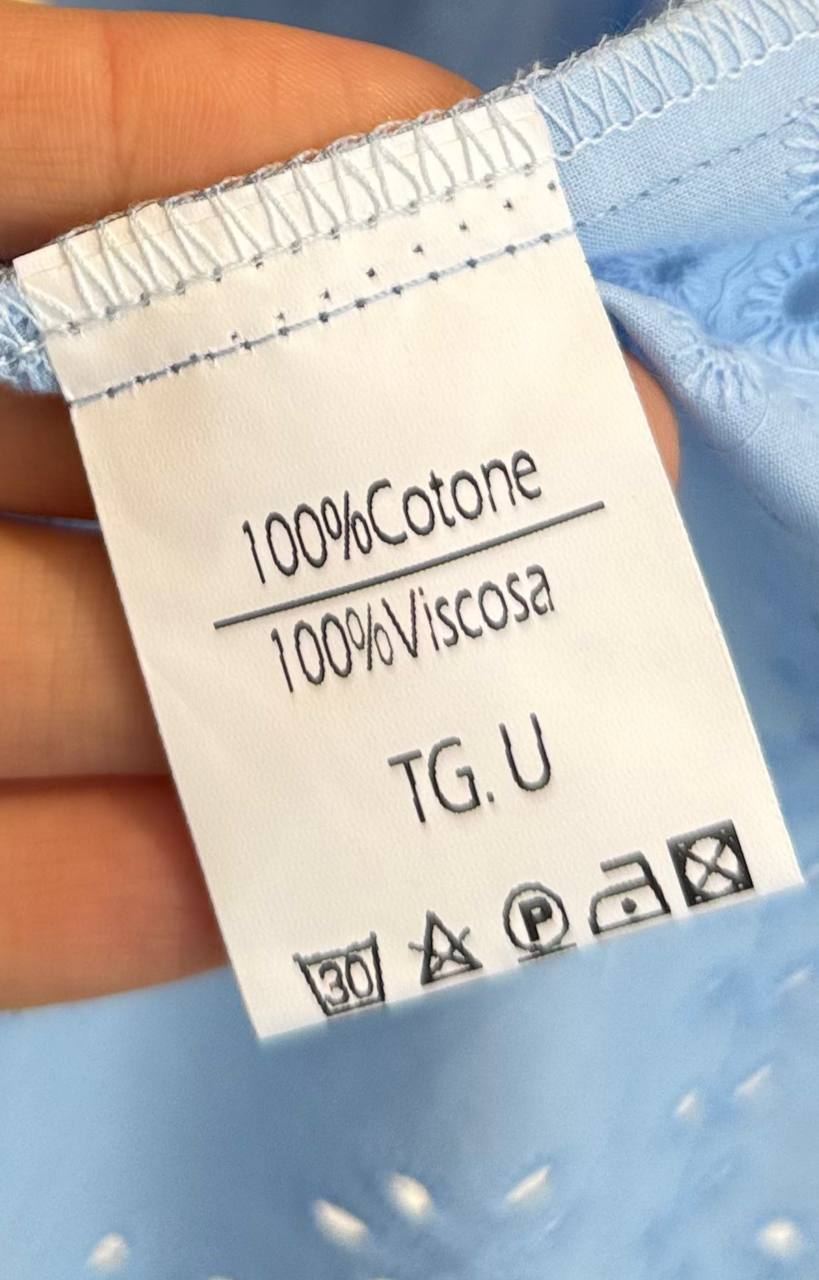 100%Cotone
100%Viscosa
TG. U
30 P